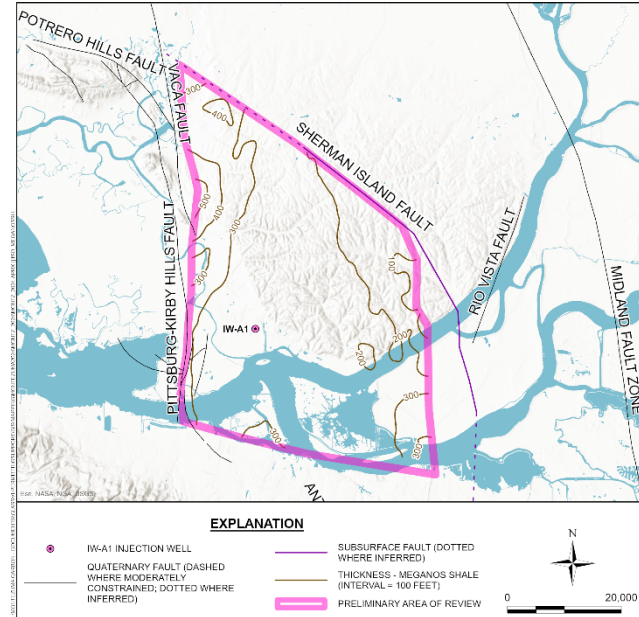 POTRERO HILLS FAULT
VACA FAULT
300
400
SHERMAN ISLAND FAULT
500
400
300
300
100
RIO VISTA FAULT
PITTSBURG-KIRBY HILLS FAULT
MIDLAND FAULT ZONE
IW-A1
200
200
300
300
300
Esri, NASA, NGA, USGS
EXPLANATION
IW-A1 INJECTION WELL
QUATERNARY FAULT (DASHED
WHERE MODERATELY
CONSTRAINED; DOTTED WHERE
INFERRED)
SUBSURFACE FAULT (DOTTED
WHERE INFERRED)
THICKNESS - MEGANOS SHALE
(INTERVAL = 100 FEET)
PRELIMINARY AREA OF REVIEW
N
0 20,000